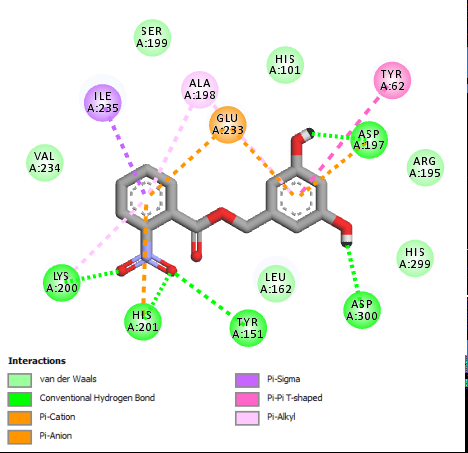 SER
A:199
HIS
A:101
TYR
A:62
ALA
A:198
ILE
A:235
GLU
A:233
ASP
A:197
VAL
A:234
ARG
A:195
HIS
A:299
LYS
A:200
LEU
A:162
ASP
A:300
HIS
A:201
TYR
A:151
Interactions
van der Waals
Conventional Hydrogen Bond
Pi-Cation
Pi-Anion
Pi-Sigma
Pi-Pi T-shaped
Pi-Alkyl